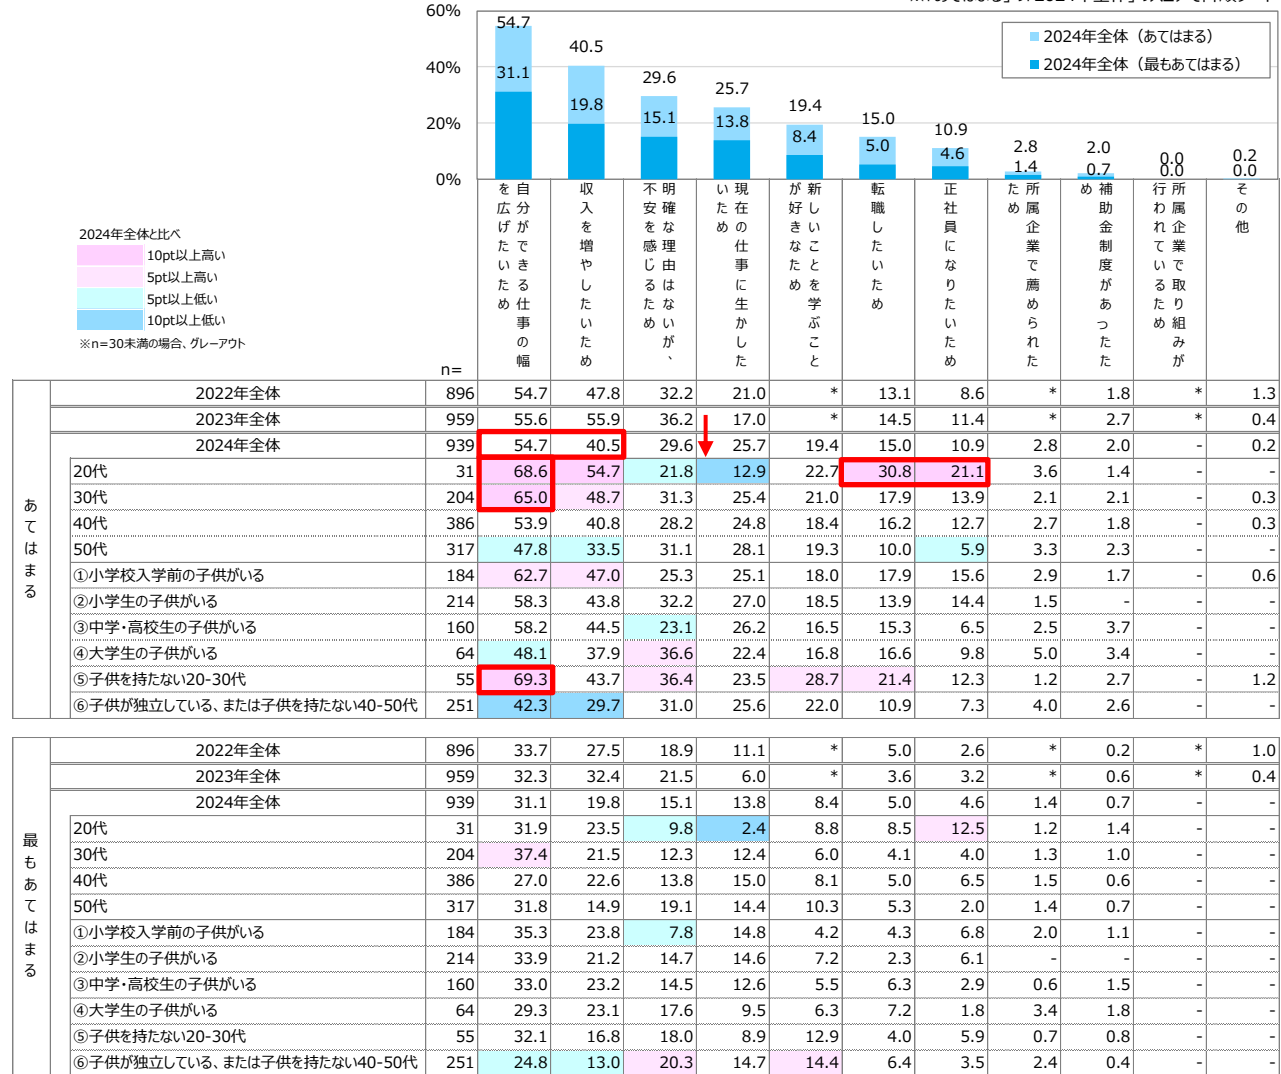 60%
40%
20%
0%
54.7
31.1
40.5
19.8
29.6
15.1
25.7
13.8
19.4
8.4
15.0
5.0
10.9
4.6
2.8
1.4
2.0
0.7
0.0
0.0
0.2
0.0
2024年全体（あてはまる）
2024年全体（最もあてはまる）
自分ができる仕事の幅を広げたいため
収入を増やしたいため
明確な理由はないが、不安を感じるため
現在の仕事に生かしたいため
新しいことを学ぶことが好きなため
転職したいため
正社員になりたいため
所属企業で薦められたため
補助金制度があったため
所属企業で取り組みが行われているため
その他
2024年全体と比べ
10pt以上高い
5pt以上高い
5pt以上低い
10pt以上低い
※n=30未満の場合、グレーアウト
n=
あてはまる
2022年全体 896 54.7 47.8 32.2 21.0 * 13.1 8.6 * 1.8 * 1.3
2023年全体 959 55.6 55.9 36.2 17.0 * 14.5 11.4 * 2.7 * 0.4
2024年全体 939 54.7 40.5 29.6 25.7 19.4 15.0 10.9 2.8 2.0 - 0.2
20代 31 68.6 54.7 21.8 12.9 22.7 30.8 21.1 3.6 1.4 - -
30代 204 65.0 48.7 31.3 25.4 21.0 17.9 13.9 2.1 2.1 - 0.3
40代 386 53.9 40.8 28.2 24.8 18.4 16.2 12.7 2.7 1.8 - 0.3
50代 317 47.8 33.5 31.1 28.1 19.3 10.0 5.9 3.3 2.3 - -
①小学校入学前の子供がいる 184 62.7 47.0 25.3 25.1 18.0 17.9 15.6 2.9 1.7 - 0.6
②小学生の子供がいる 214 58.3 43.8 32.2 27.0 18.5 13.9 14.4 1.5 - - -
③中学・高校生の子供がいる 160 58.2 44.5 23.1 26.2 16.5 15.3 6.5 2.5 3.7 - -
④大学生の子供がいる 64 48.1 37.9 36.6 22.4 16.8 16.6 9.8 5.0 3.4 - -
⑤子供を持たない20-30代 55 69.3 43.7 36.4 23.5 28.7 21.4 12.3 1.2 2.7 - 1.2
⑥子供が独立している、または子供を持たない40-50代 251 42.3 29.7 31.0 25.6 22.0 10.9 7.3 4.0 2.6 - -
最もあてはまる
2022年全体 896 33.7 27.5 18.9 11.1 * 5.0 2.6 * 0.2 * 1.0
2023年全体 959 32.3 32.4 21.5 6.0 * 3.6 3.2 * 0.6 * 0.4
2024年全体 939 31.1 19.8 15.1 13.8 8.4 5.0 4.6 1.4 0.7 - -
20代 31 31.9 23.5 9.8 2.4 8.8 8.5 12.5 1.2 1.4 - -
30代 204 37.4 21.5 12.3 12.4 6.0 4.1 4.0 1.3 1.0 - -
40代 386 27.0 22.6 13.8 15.0 8.1 5.0 6.5 1.5 0.6 - -
50代 317 31.8 14.9 19.1 14.4 10.3 5.3 2.0 1.4 0.7 - -
①小学校入学前の子供がいる 184 35.3 23.8 7.8 14.8 4.2 4.3 6.8 2.0 1.1 - -
②小学生の子供がいる 214 33.9 21.2 14.7 14.6 7.2 2.3 6.1 - - - -
③中学・高校生の子供がいる 160 33.0 23.2 14.5 12.6 5.5 6.3 2.9 0.6 1.5 - -
④大学生の子供がいる 64 29.3 23.1 17.6 9.5 6.3 7.2 1.8 3.4 1.8 - -
⑤子供を持たない20-30代 55 32.1 16.8 18.0 8.9 12.9 4.0 5.9 0.7 0.8 - -
⑥子供が独立している、または子供を持たない40-50代 251 24.8 13.0 20.3 14.7 14.4 6.4 3.5 2.4 0.4 - -